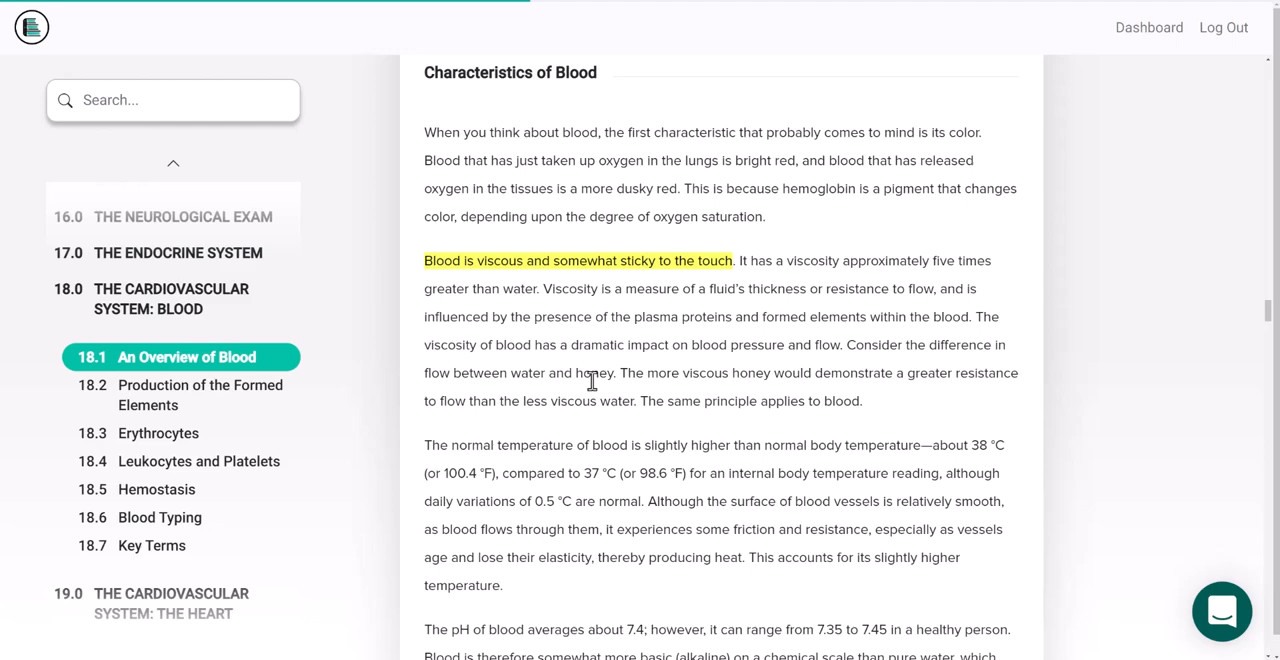 Dashboard Log Out
Search...
16.0 THE NEUROLOGICAL EXAM
17.0 THE ENDOCRINE SYSTEM
18.0 THE CARDIOVASCULAR
SYSTEM: BLOOD
18.1 An Overview of Blood
18.2 Production of the Formed
Elements
18.3 Erythrocytes
18.4 Leukocytes and Platelets
18.5 Hemostasis
18.6 Blood Typing
18.7 Key Terms
19.0 THE CARDIOVASCULAR
SYSTEM: THE HEART
Characteristics of Blood
When you think about blood, the first characteristic that probably comes to mind is its color.
Blood that has just taken up oxygen in the lungs is bright red, and blood that has released
oxygen in the tissues is a more dusky red. This is because hemoglobin is a pigment that changes
color, depending upon the degree of oxygen saturation.
Blood is viscous and somewhat sticky to the touch. It has a viscosity approximately five times
greater than water. Viscosity is a measure of a fluid’s thickness or resistance to flow, and is
influenced by the presence of the plasma proteins and formed elements within the blood. The
viscosity of blood has a dramatic impact on blood pressure and flow. Consider the difference in
flow between water and honey. The more viscous honey would demonstrate a greater resistance
to flow than the less viscous water. The same principle applies to blood.
The normal temperature of blood is slightly higher than normal body temperature—about 38 °C
(or 100.4 °F), compared to 37 °C (or 98.6 °F) for an internal body temperature reading, although
daily variations of 0.5 °C are normal. Although the surface of blood vessels is relatively smooth,
as blood flows through them, it experiences some friction and resistance, especially as vessels
age and lose their elasticity, thereby producing heat. This accounts for its slightly higher
temperature.
The pH of blood averages about 7.4; however, it can range from 7.35 to 7.45 in a healthy person.
Blood is therefore somewhat more basic (alkaline) on a chemical scale than pure water, which